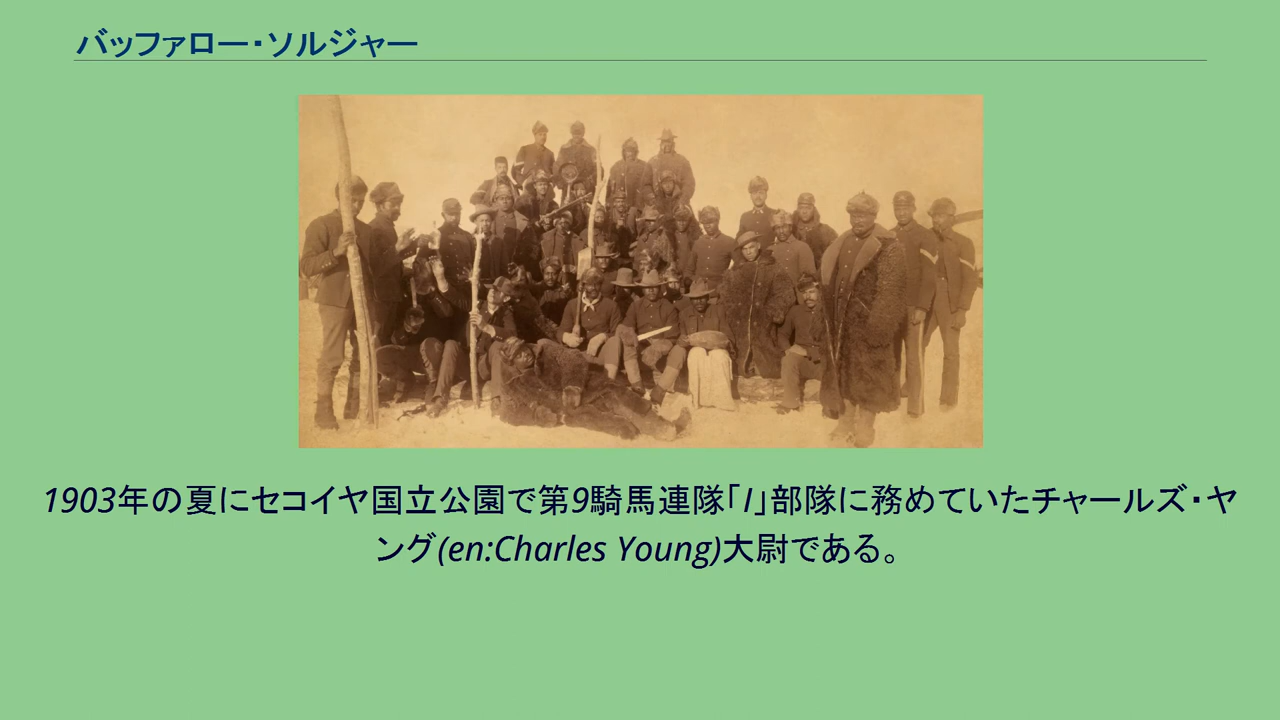 バッファロー・ソルジャー
1903年の夏にセコイヤ国立公園で第9騎馬連隊「I」部隊に務めていたチャールズ・ヤ
ング(en:Charles Young)大尉である。